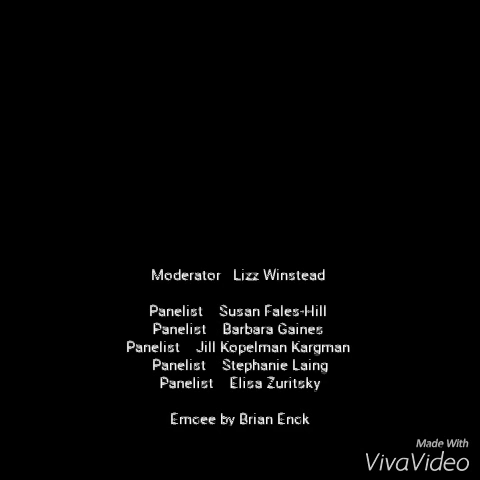 Moderator Lizz Winstead
Panelist Susan Fales-Hill
Panelist Barbara Gaines
Panelist Jill Kopelman Kargman
Panelist Stephanie Laing
Panelist Elisa Zuritsky
Emcee by Brian Enck
Made With
VivaVideo